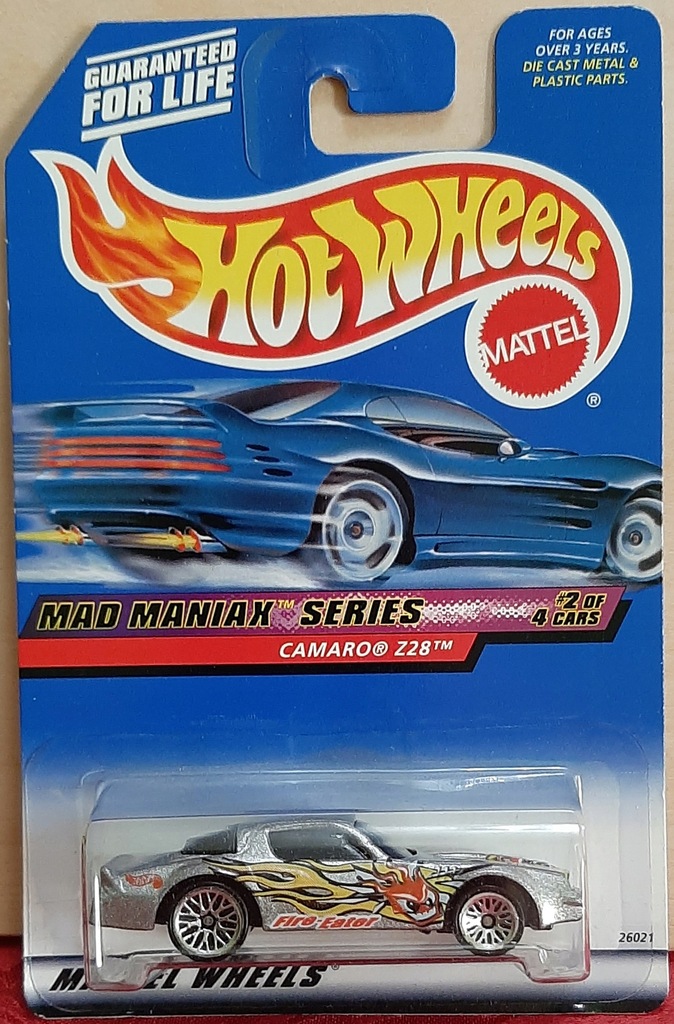 GUARANTEED
FOR LIFE
FOR AGES
OVER 3 YEARS.
DIE CAST METAL &
PLASTIC PARTS.
HOT WHEELS
MATTEL
®
MAD MANIAX™ SERIES
#2 OF
4 CARS
CAMARO® Z28™
Fire-Eater
26021
WHEELS®